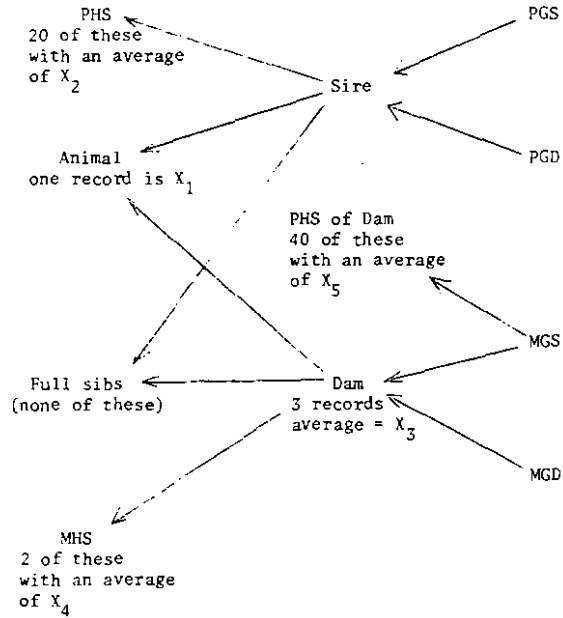 PHS
20 of these
with an average
of X₂
PGS
Sire
Animal
one record is X₁
PGD
PHS of Dam
40 of these
with an average
of X₅
MGS
Full sibs
(none of these)
Dam
3 records
average = X₃
MGD
MHS
2 of these
with an average
of X₄